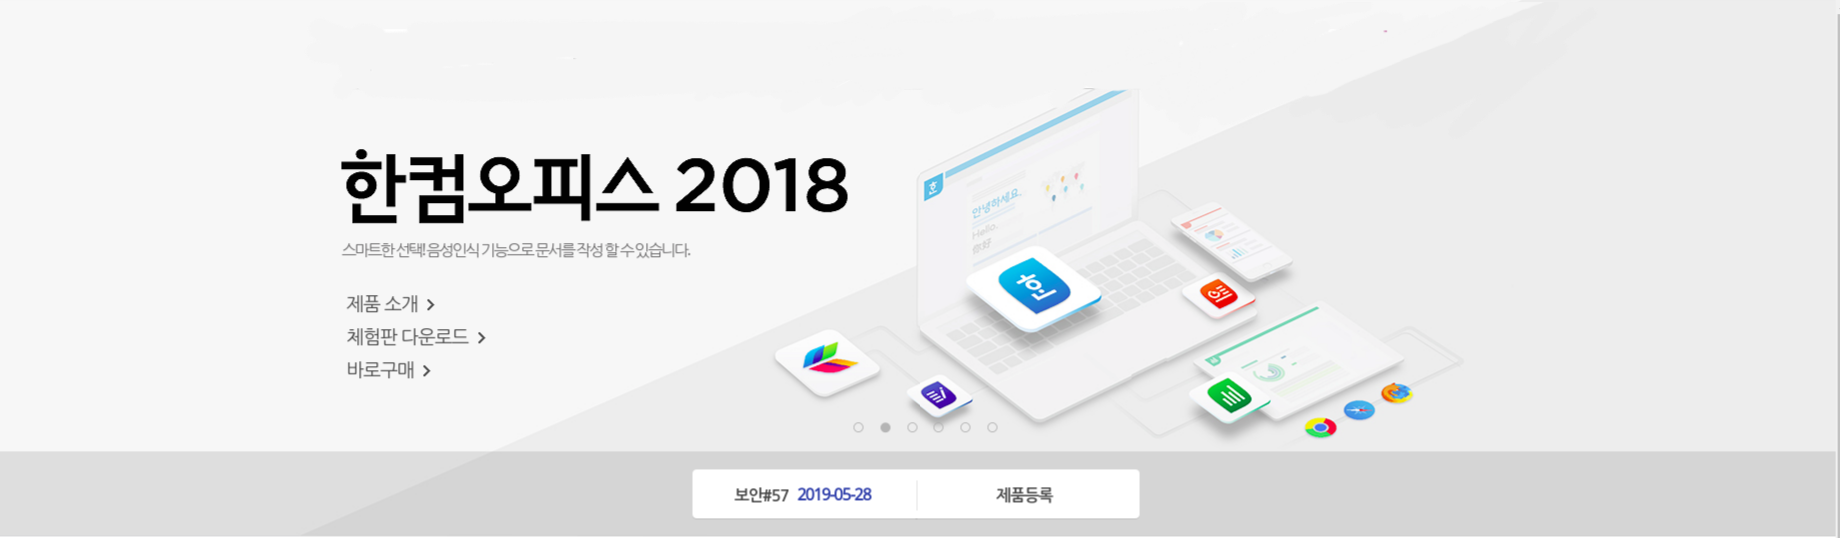 한컴오피스 2018
스마트한 선택! 음성인식 기능으로 문서를 작성 할 수 있습니다.
제품 소개 >
체험판 다운로드 >
바로구매 >
한
안녕하세요.
Hello.
你好
한
보안#57 2019-05-28
제품등록